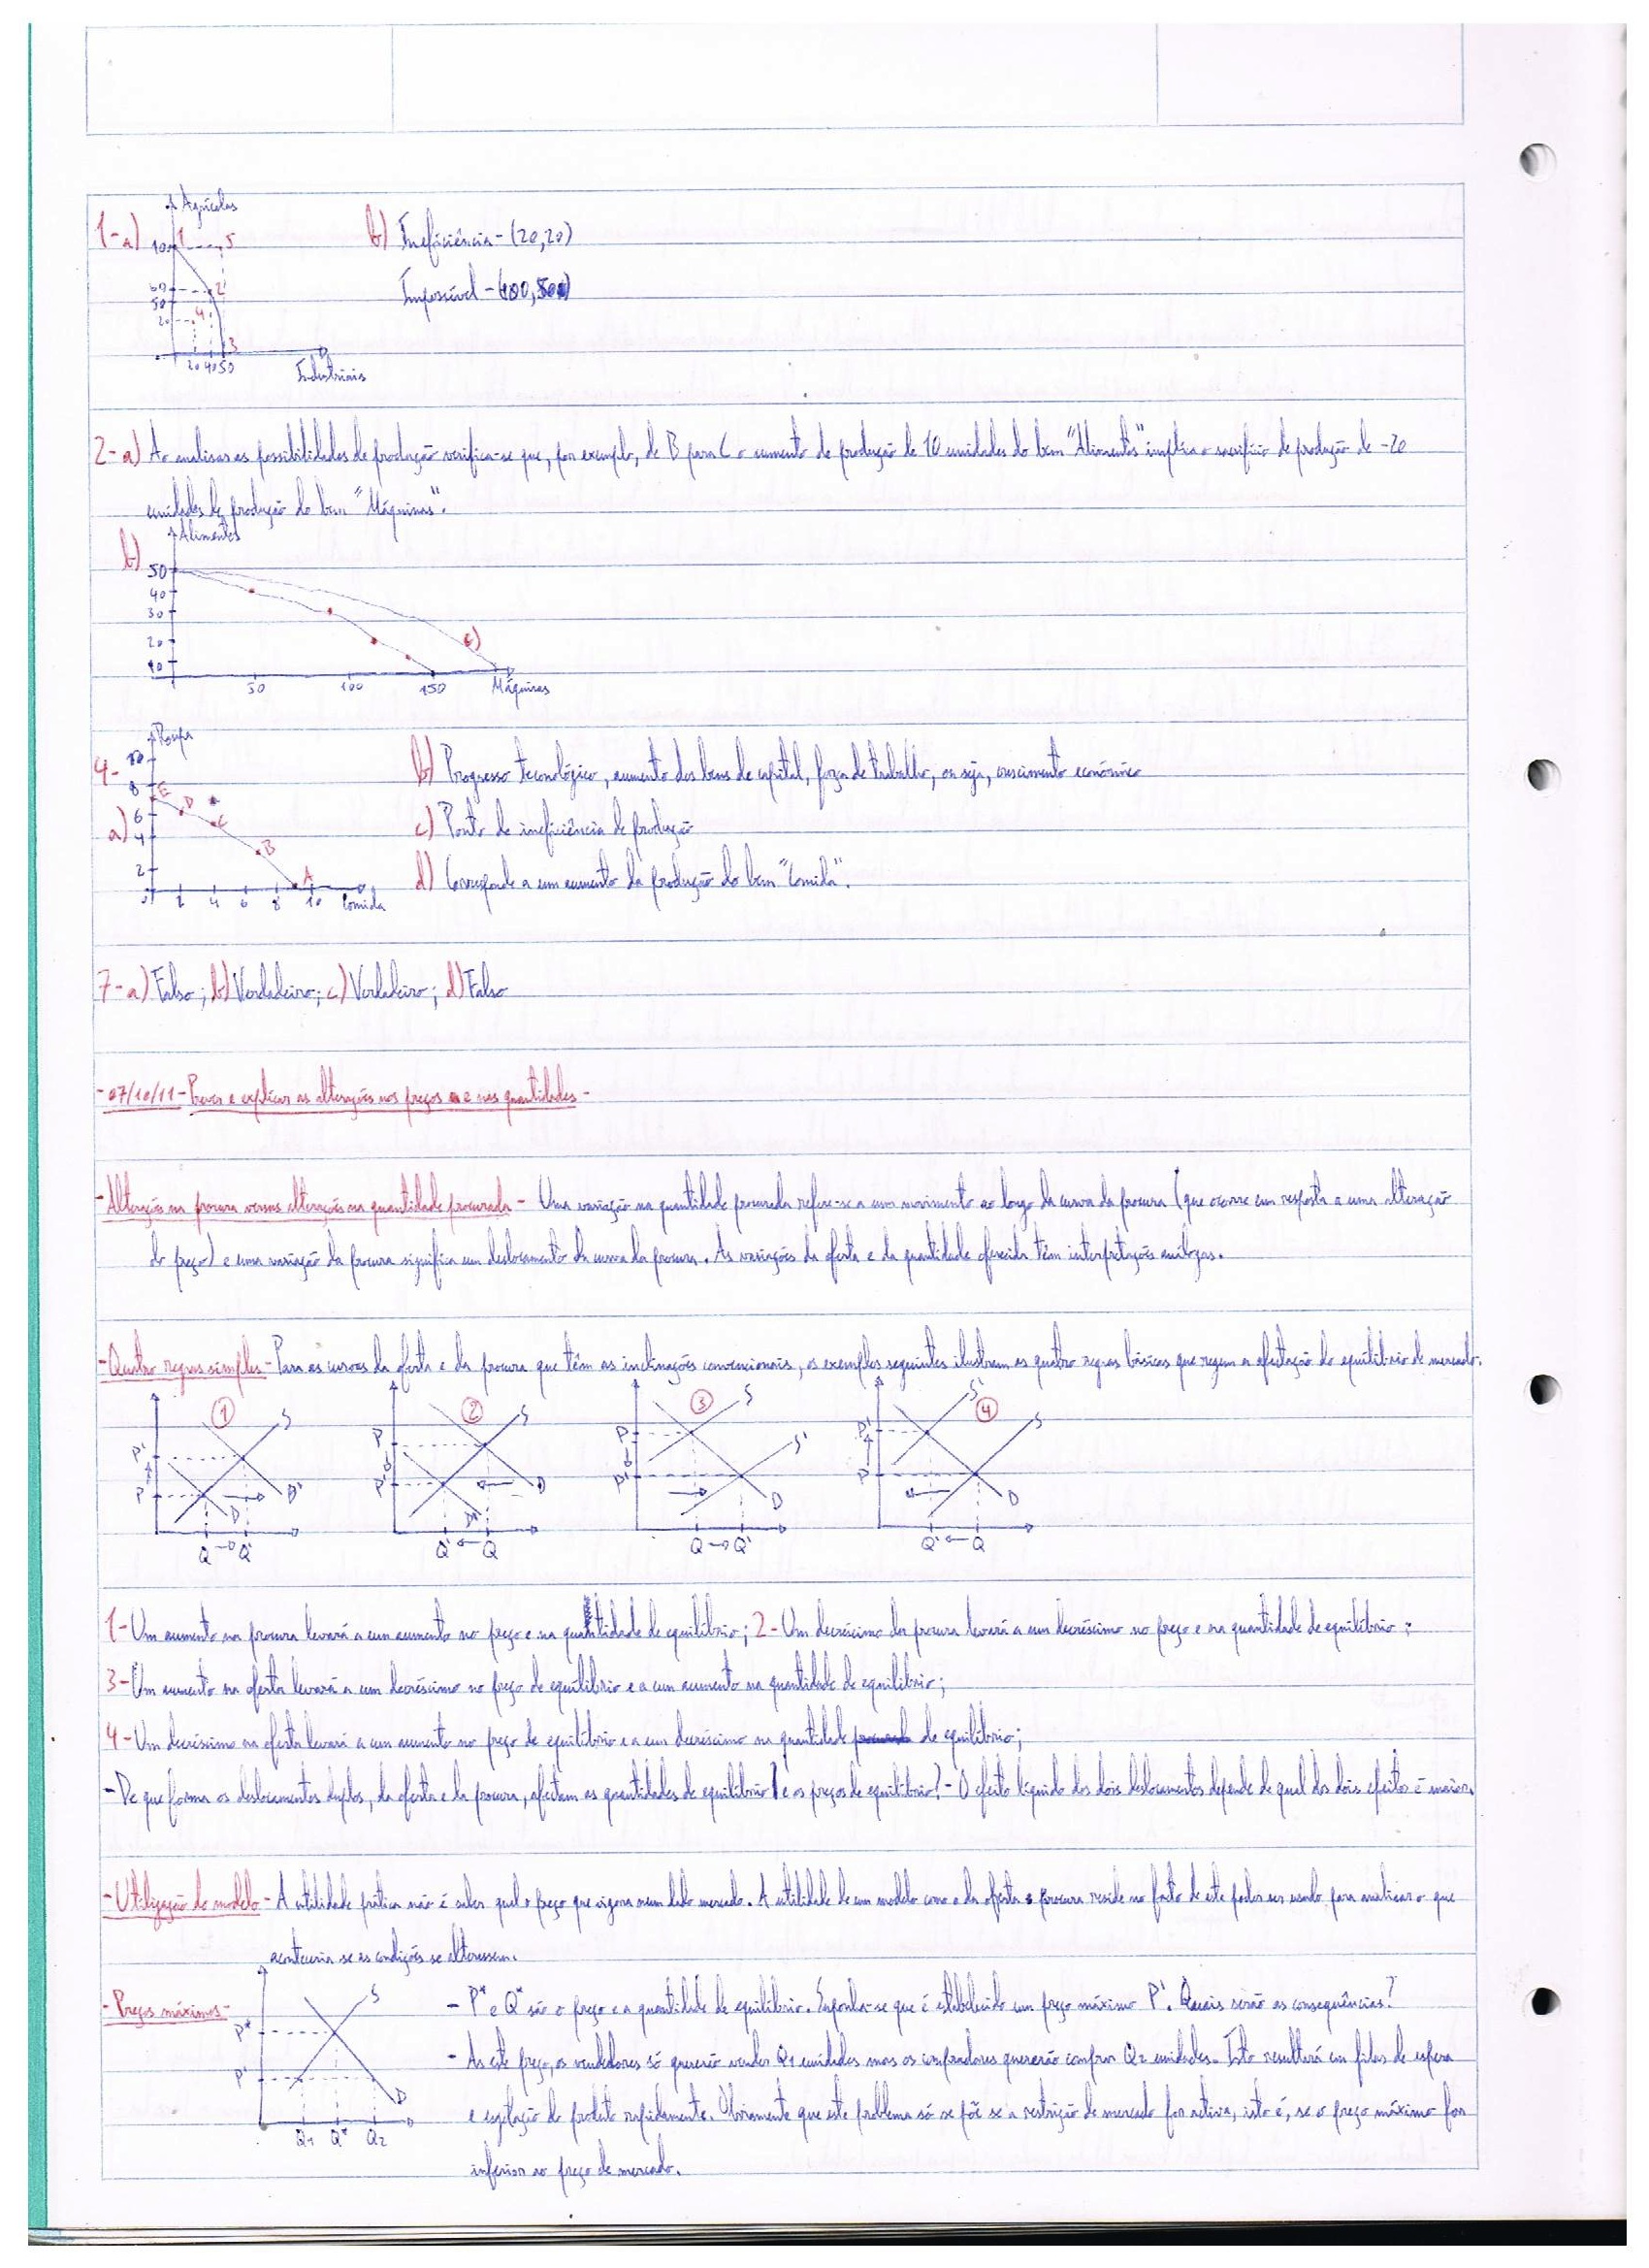 Agrícolas
1-a) 100 1 5 b) Ineficiência - (20,20)
60 2 Impossível - (100,500)
50
20 4
3
20 40 50 Industriais
2-a) Ao analisar as possibilidades de produção verifica-se que, por exemplo, de B para C o aumento de produção de 10 unidades do bem "Alimentos" implica o sacrifício de produção de -20
unidades de produção do bem "Máquinas".
b) Alimentos
50
40
30
20 c)
10
50 100 150 Máquinas
Roupa
4- 10 b) Progresso tecnológico, aumento dos bens de capital, força de trabalho, ou seja, crescimento económico
8 E D
a) 6 C c) Ponto de ineficiência de produção
4 B
2 A d) Corresponde a um aumento da produção do bem "Comida".
0 2 4 6 8 10 Comida
7-a) Falso; b) Verdadeiro; c) Verdadeiro; d) Falso
- 07/10/11 - Prever e explicar as alterações nos preços e nas quantidades -
- Alteração na procura versus alterações na quantidade procurada - Uma variação na quantidade procurada refere-se a um movimento ao longo da curva da procura (que ocorre em resposta a uma alteração
do preço) e uma variação da procura significa um deslocamento da curva da procura. As variações da oferta e da quantidade oferecida têm interpretações análogas.
- Quatro regras simples - Para as curvas da oferta e da procura que têm as inclinações convencionais, os exemplos seguintes ilustram as quatro regras básicas que regem a afectação do equilíbrio de mercado.
1 S P' P D D' Q → Q'
2 S P P' D D' Q' ← Q
3 S S' P P' D Q → Q'
4 S' S P' P D Q' ← Q
1- Um aumento na procura levará a um aumento no preço e na quantidade de equilíbrio; 2- Um decréscimo da procura levará a um decréscimo no preço e na quantidade de equilíbrio;
3- Um aumento na oferta levará a um decréscimo no preço de equilíbrio e a um aumento na quantidade de equilíbrio;
4- Um decréscimo na oferta levará a um aumento no preço de equilíbrio e a um decréscimo na quantidade de equilíbrio;
- De que forma os deslocamentos duplos, da oferta e da procura, afectam as quantidades de equilíbrio e os preços de equilíbrio? - O efeito líquido dos dois deslocamentos depende de qual dos dois efeitos é maior.
- Utilização do modelo - A utilidade prática não é saber qual o preço que vigora num dado mercado. A utilidade de um modelo como o da oferta e procura reside no facto de este poder ser usado para analisar o que
aconteceria se as condições se alterassem.
- Preços máximos - S P* P' D Q1 Q* Q2
- P* e Q* são o preço e a quantidade de equilíbrio. Suponha-se que é estabelecido um preço máximo P'. Quais serão as consequências?
- As este preço, os vendedores só quererão vender Q1 unidades mas os compradores quererão comprar Q2 unidades. Isto resultará em filas de espera
e esgotação do produto rapidamente. Obviamente que este problema só se põe se a restrição de mercado for activa, isto é, se o preço máximo for
inferior ao preço de mercado.